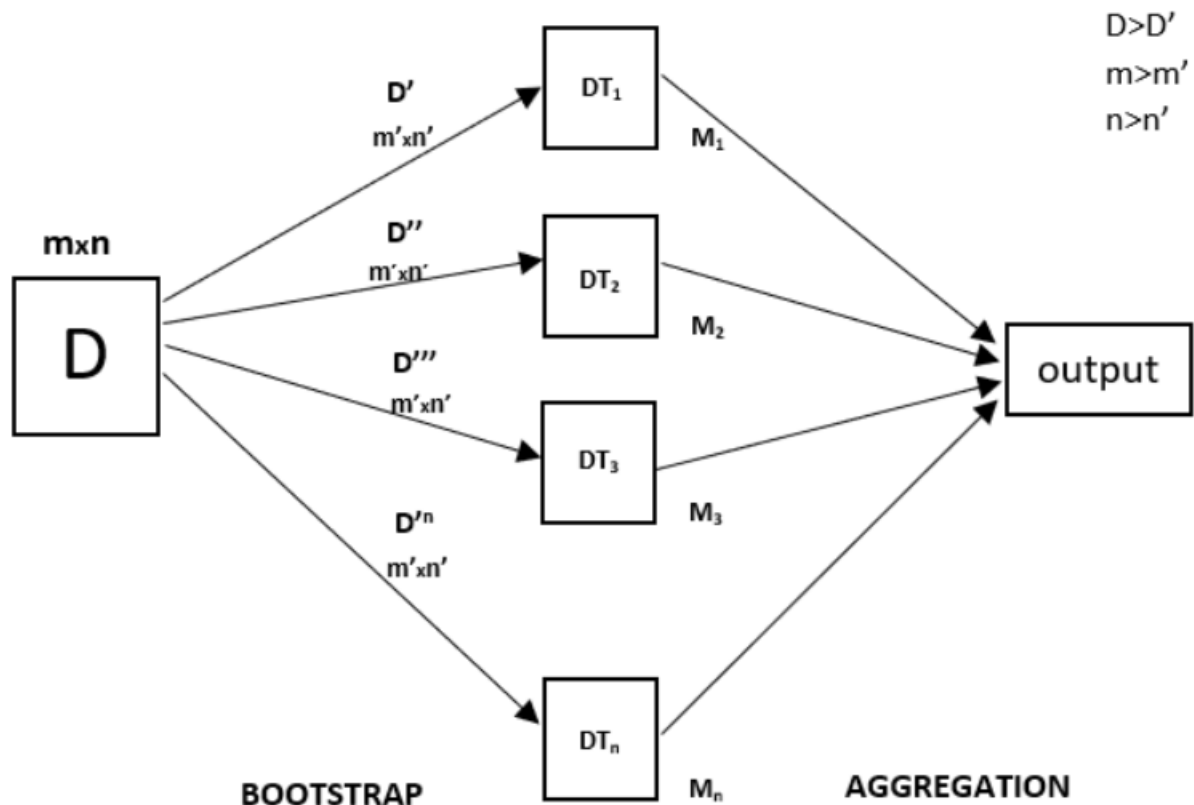 D>D’
m>m’
n>n’
mxn
D
D’
m’xn’
D’’
m’xn’
D’’’
m’xn’
D’ⁿ
m’xn’
DT₁
M₁
DT₂
M₂
DT₃
M₃
DTₙ
Mₙ
output
BOOTSTRAP
AGGREGATION